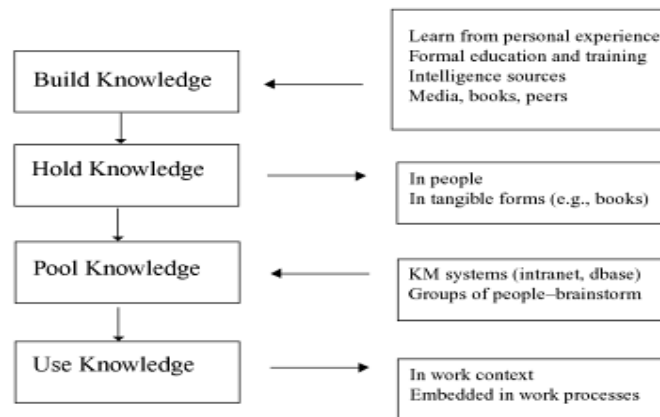 Build Knowledge
Learn from personal experience
Formal education and training
Intelligence sources
Media, books, peers
Hold Knowledge
In people
In tangible forms (e.g., books)
Pool Knowledge
KM systems (intranet, dbase)
Groups of people–brainstorm
Use Knowledge
In work context
Embedded in work processes